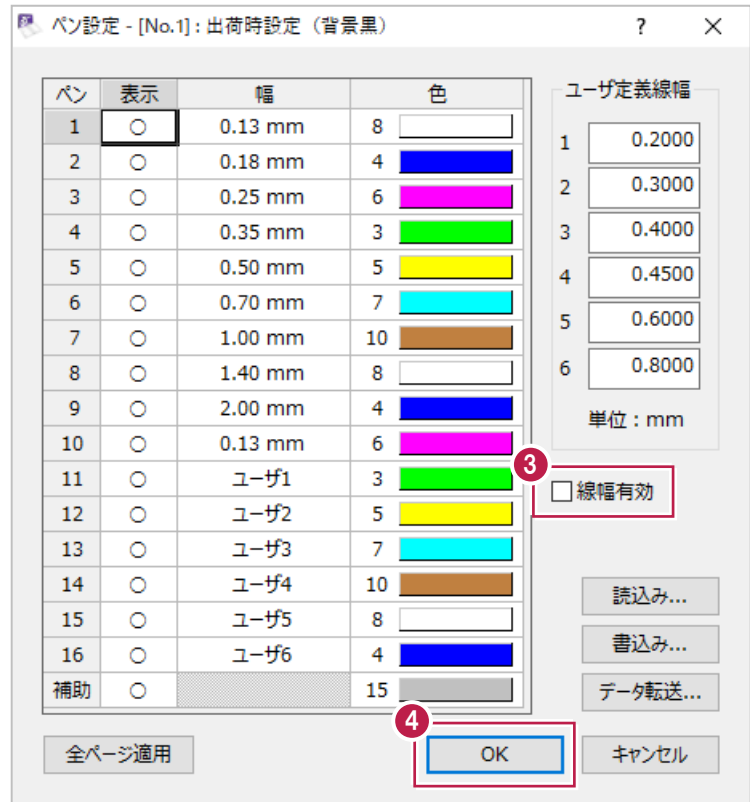 ペン設定 - [No.1] : 出荷時設定（背景黒） ? ×
ペン 表示 幅 色
1 ○ 0.13 mm 8
2 ○ 0.18 mm 4
3 ○ 0.25 mm 6
4 ○ 0.35 mm 3
5 ○ 0.50 mm 5
6 ○ 0.70 mm 7
7 ○ 1.00 mm 10
8 ○ 1.40 mm 8
9 ○ 2.00 mm 4
10 ○ 0.13 mm 6
11 ○ ユーザ1 3
12 ○ ユーザ2 5
13 ○ ユーザ3 7
14 ○ ユーザ4 10
15 ○ ユーザ5 8
16 ○ ユーザ6 4
補助 ○ 15
ユーザ定義線幅
1 0.2000
2 0.3000
3 0.4000
4 0.4500
5 0.6000
6 0.8000
単位 : mm
3
線幅有効
読込み...
書込み...
データ転送...
全ページ適用
4
OK
キャンセル